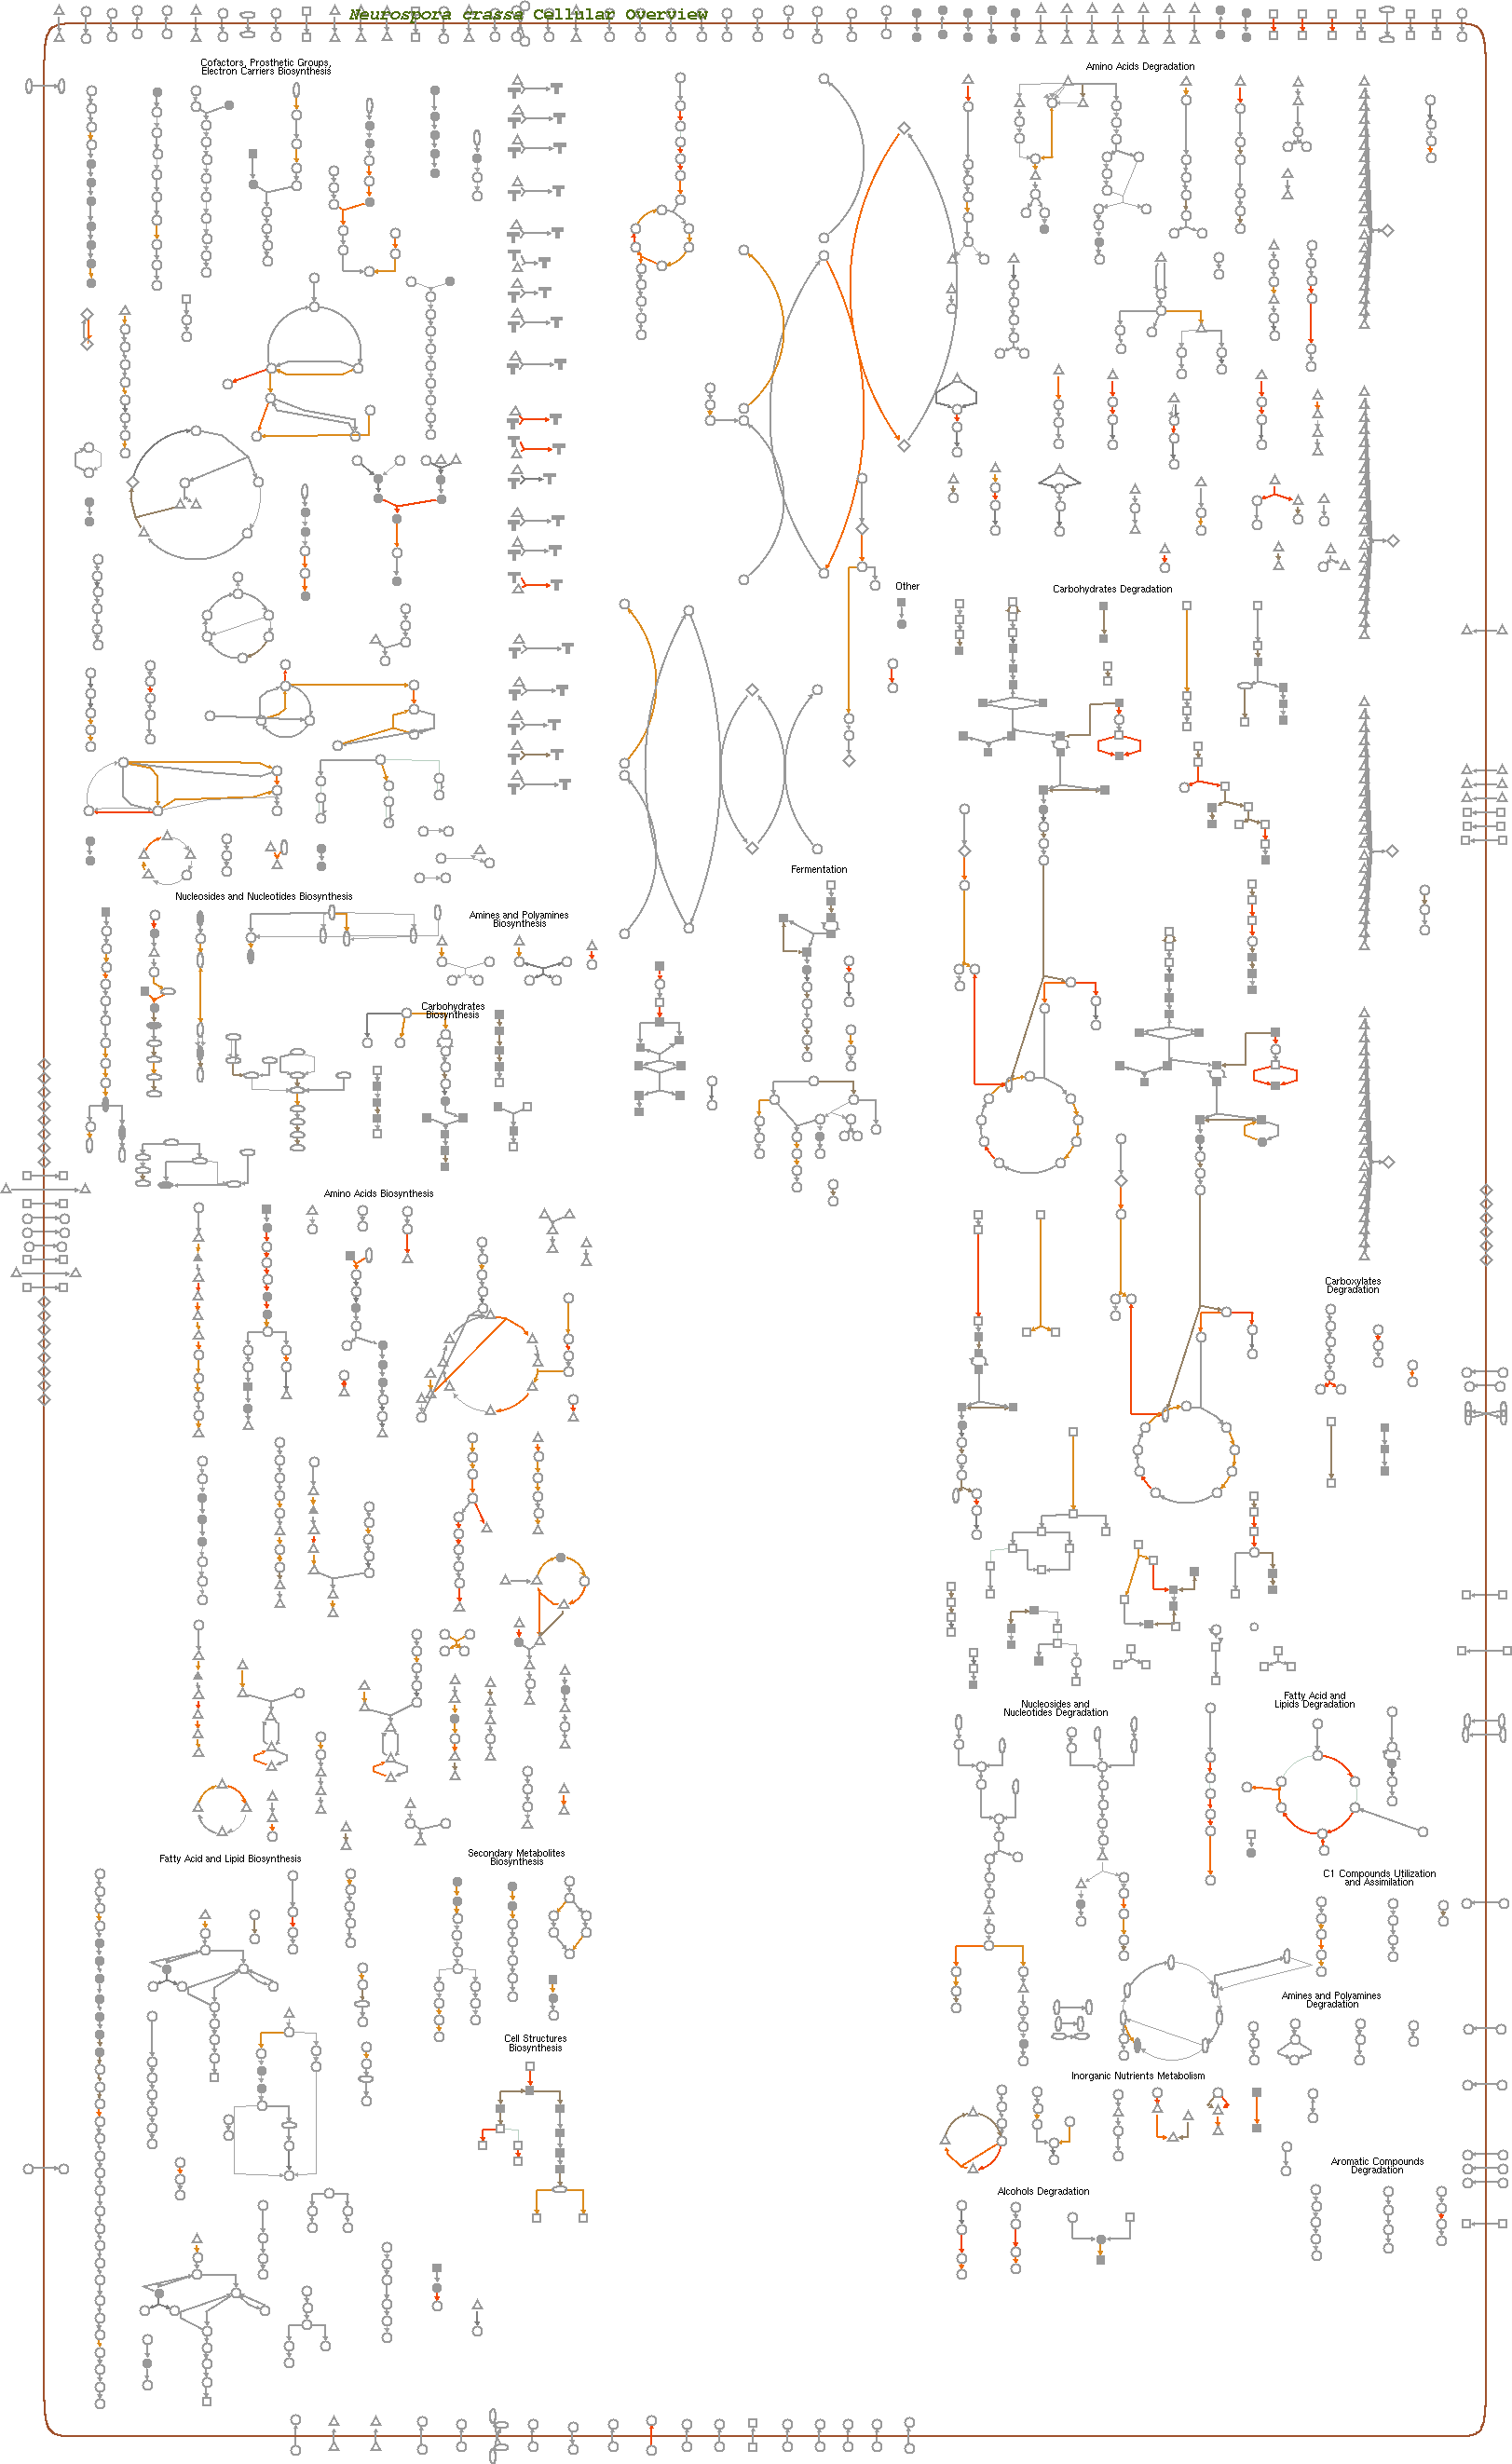 Neurospora crassa Cellular Overview
Cofactors, Prosthetic Groups,
Electron Carriers Biosynthesis
Amino Acids Degradation
Other
Carbohydrates Degradation
Fermentation
Nucleosides and Nucleotides Biosynthesis
Amines and Polyamines
Biosynthesis
Carbohydrates
Biosynthesis
Amino Acids Biosynthesis
Carboxylates
Degradation
Nucleosides and
Nucleotides Degradation
Fatty Acid and
Lipids Degradation
Secondary Metabolites
Biosynthesis
Fatty Acid and Lipid Biosynthesis
C1 Compounds Utilization
and Assimilation
Amines and Polyamines
Degradation
Cell Structures
Biosynthesis
Inorganic Nutrients Metabolism
Aromatic Compounds
Degradation
Alcohols Degradation